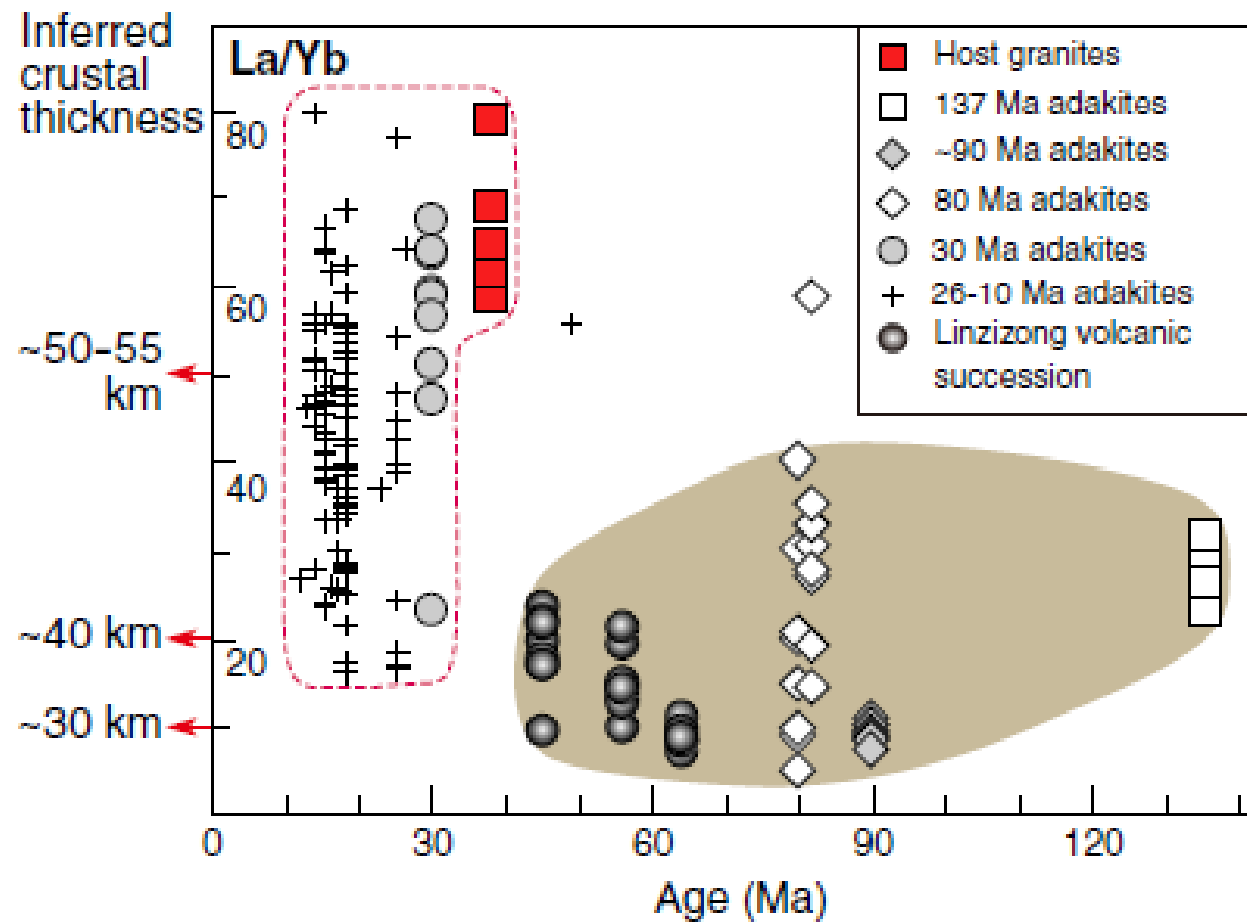 Inferred
crustal
thickness
La/Yb
80
60
~50-55
km
40
~40 km
20
~30 km
0
30
60
90
120
Age (Ma)
Host granites
137 Ma adakites
~90 Ma adakites
80 Ma adakites
30 Ma adakites
26-10 Ma adakites
Linzizong volcanic
succession